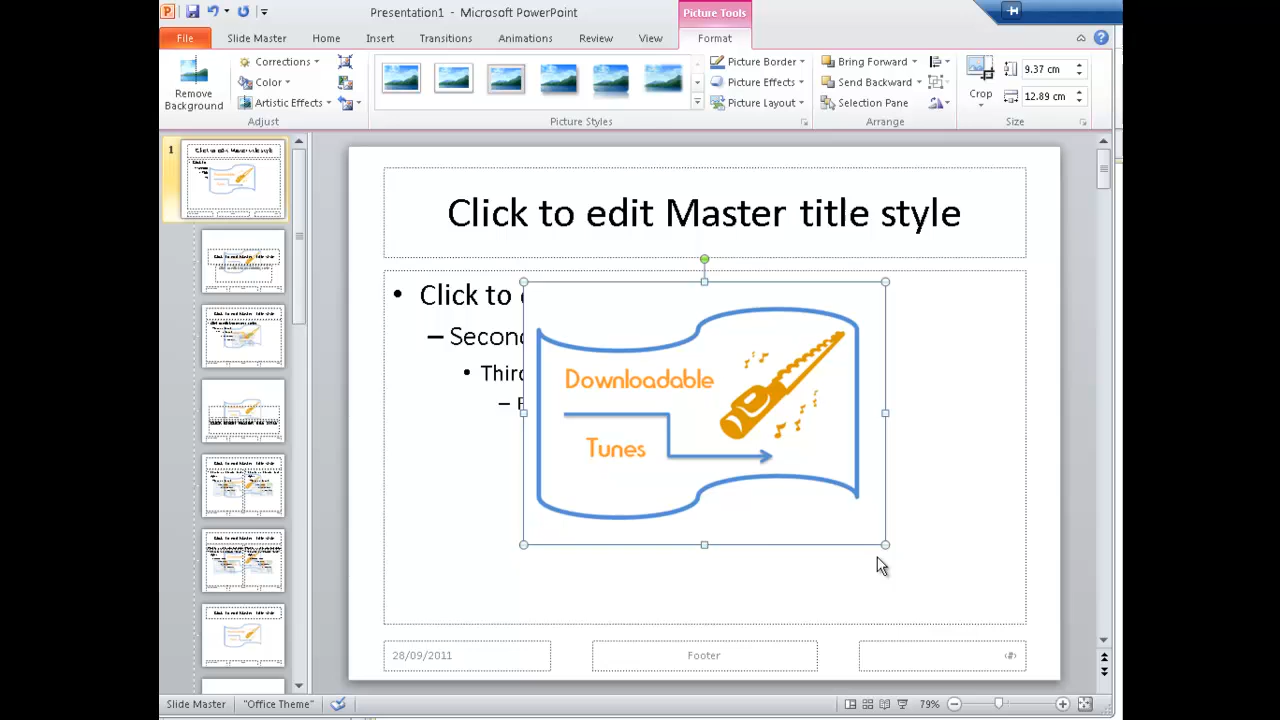 Presentation1 - Microsoft PowerPoint
Picture Tools
File
Slide Master
Home
Insert
Transitions
Animations
Review
View
Format
Remove
Background
Corrections
Color
Artistic Effects
Adjust
Picture Styles
Picture Border
Picture Effects
Picture Layout
Bring Forward
Send Backward
Selection Pane
Arrange
Crop
9.37 cm
12.89 cm
Size
1
Click to edit Master title style
• Click to
– Second
• Third
Downloadable
Tunes
28/09/2011
Footer
‹#›
Slide Master
"Office Theme"
79%